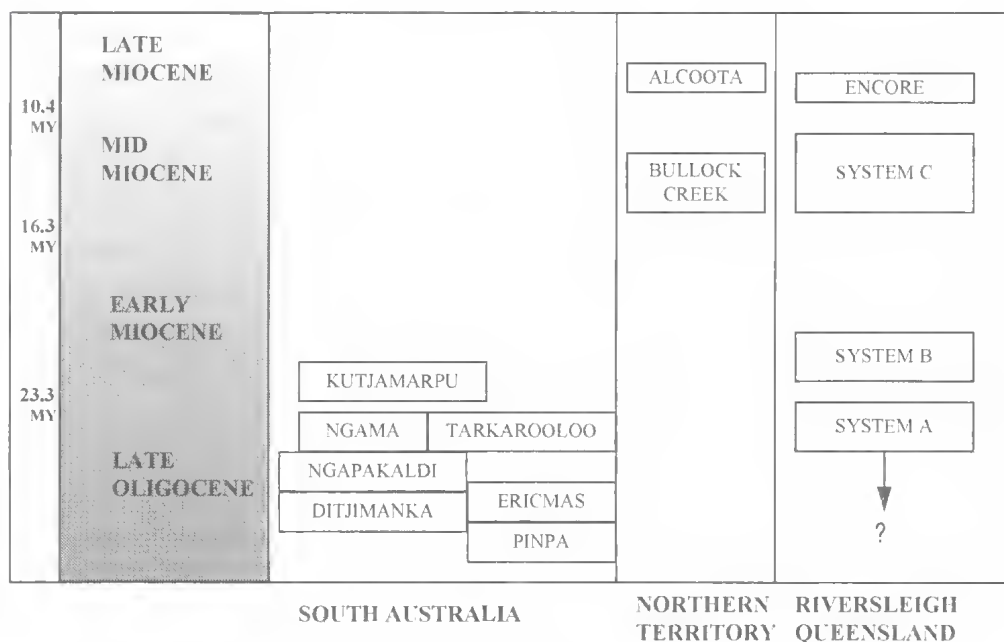 LATE
MIOCENE
10.4
MY
MID
MIOCENE
16.3
MY
EARLY
MIOCENE
23.3
MY
LATE
OLIGOCENE
KUTJAMARPU
NGAMA
TARKAROOLOO
NGAPAKALDI
DITJIMANKA
ERICMAS
PINPA
ALCOOTA
BULLOCK
CREEK
ENCORE
SYSTEM C
SYSTEM B
SYSTEM A
?
SOUTH AUSTRALIA
NORTHERN
TERRITORY
RIVERSLEIGH
QUEENSLAND